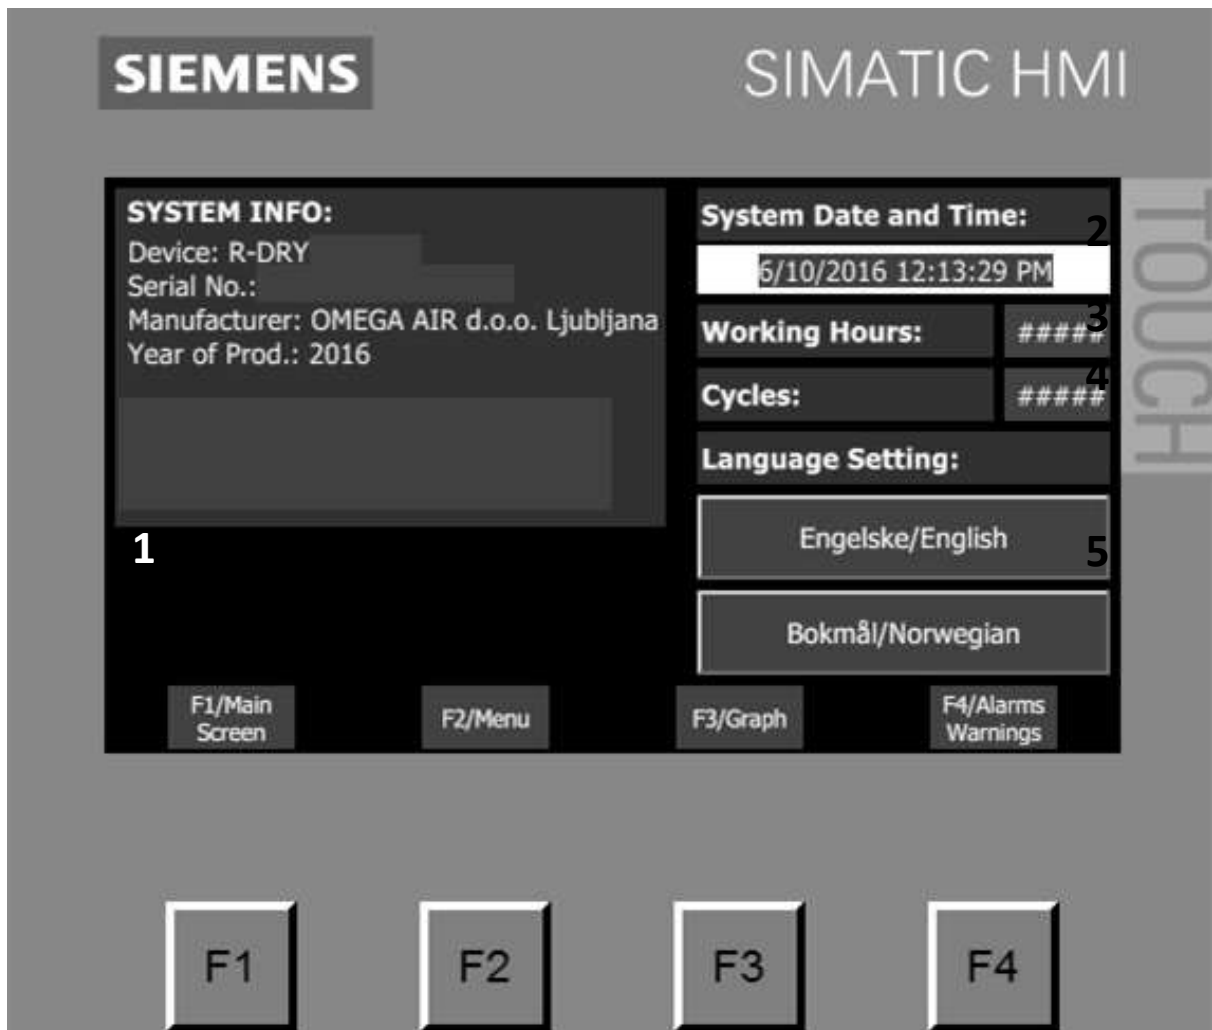 SIEMENS
SIMATIC HMI
TOUCH
SYSTEM INFO:
Device: R-DRY
Serial No.:
Manufacturer: OMEGA AIR d.o.o. Ljubljana
Year of Prod.: 2016
1
System Date and Time:
2
6/10/2016 12:13:29 PM
Working Hours:
#####
3
Cycles:
#####
4
Language Setting:
Engelske/English
5
Bokmål/Norwegian
F1/Main
Screen
F2/Menu
F3/Graph
F4/Alarms
Warnings
F1
F2
F3
F4